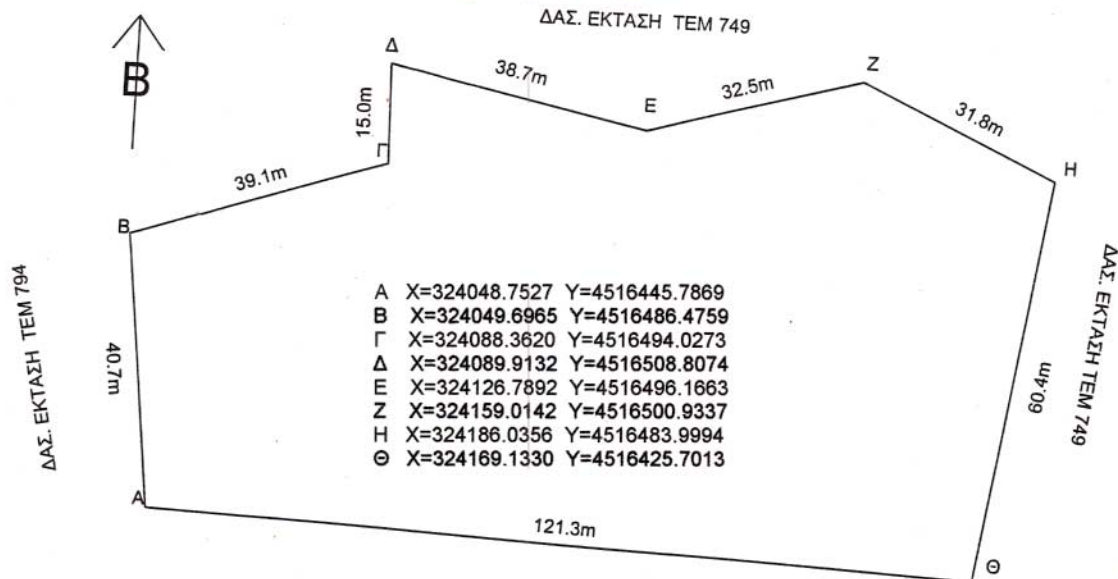 ΔΑΣ. ΕΚΤΑΣΗ ΤΕΜ 749
Β
Δ
38.7m
Ε
32.5m
Ζ
31.8m
Η
15.0m
Γ
39.1m
Β
ΔΑΣ. ΕΚΤΑΣΗ ΤΕΜ 794
40.7m
Α Χ=324048.7527 Υ=4516445.7869
Β Χ=324049.6965 Υ=4516486.4759
Γ Χ=324088.3620 Υ=4516494.0273
Δ Χ=324089.9132 Υ=4516508.8074
Ε Χ=324126.7892 Υ=4516496.1663
Ζ Χ=324159.0142 Υ=4516500.9337
Η Χ=324186.0356 Υ=4516483.9994
Θ Χ=324169.1330 Υ=4516425.7013
60.4m
ΔΑΣ. ΕΚΤΑΣΗ ΤΕΜ 749
Α
121.3m
Θ